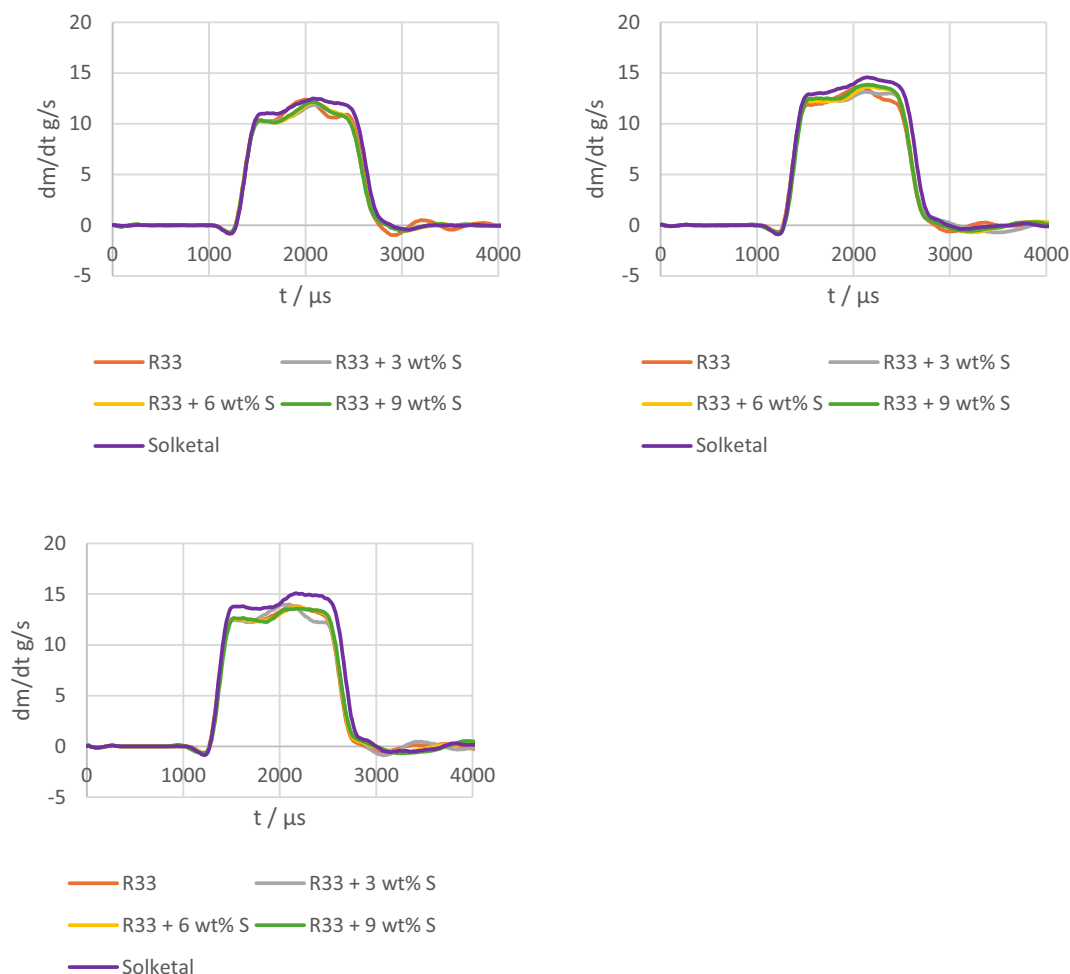 20
15
10
5
0
-5
dm/dt g/s
0 1000 2000 3000 4000
t / µs
R33 R33 + 3 wt% S
R33 + 6 wt% S R33 + 9 wt% S
Solketal
20
15
10
5
0
-5
dm/dt g/s
0 1000 2000 3000 4000
t / µs
R33 R33 + 3 wt% S
R33 + 6 wt% S R33 + 9 wt% S
Solketal
20
15
10
5
0
-5
dm/dt g/s
0 1000 2000 3000 4000
t / µs
R33 R33 + 3 wt% S
R33 + 6 wt% S R33 + 9 wt% S
Solketal